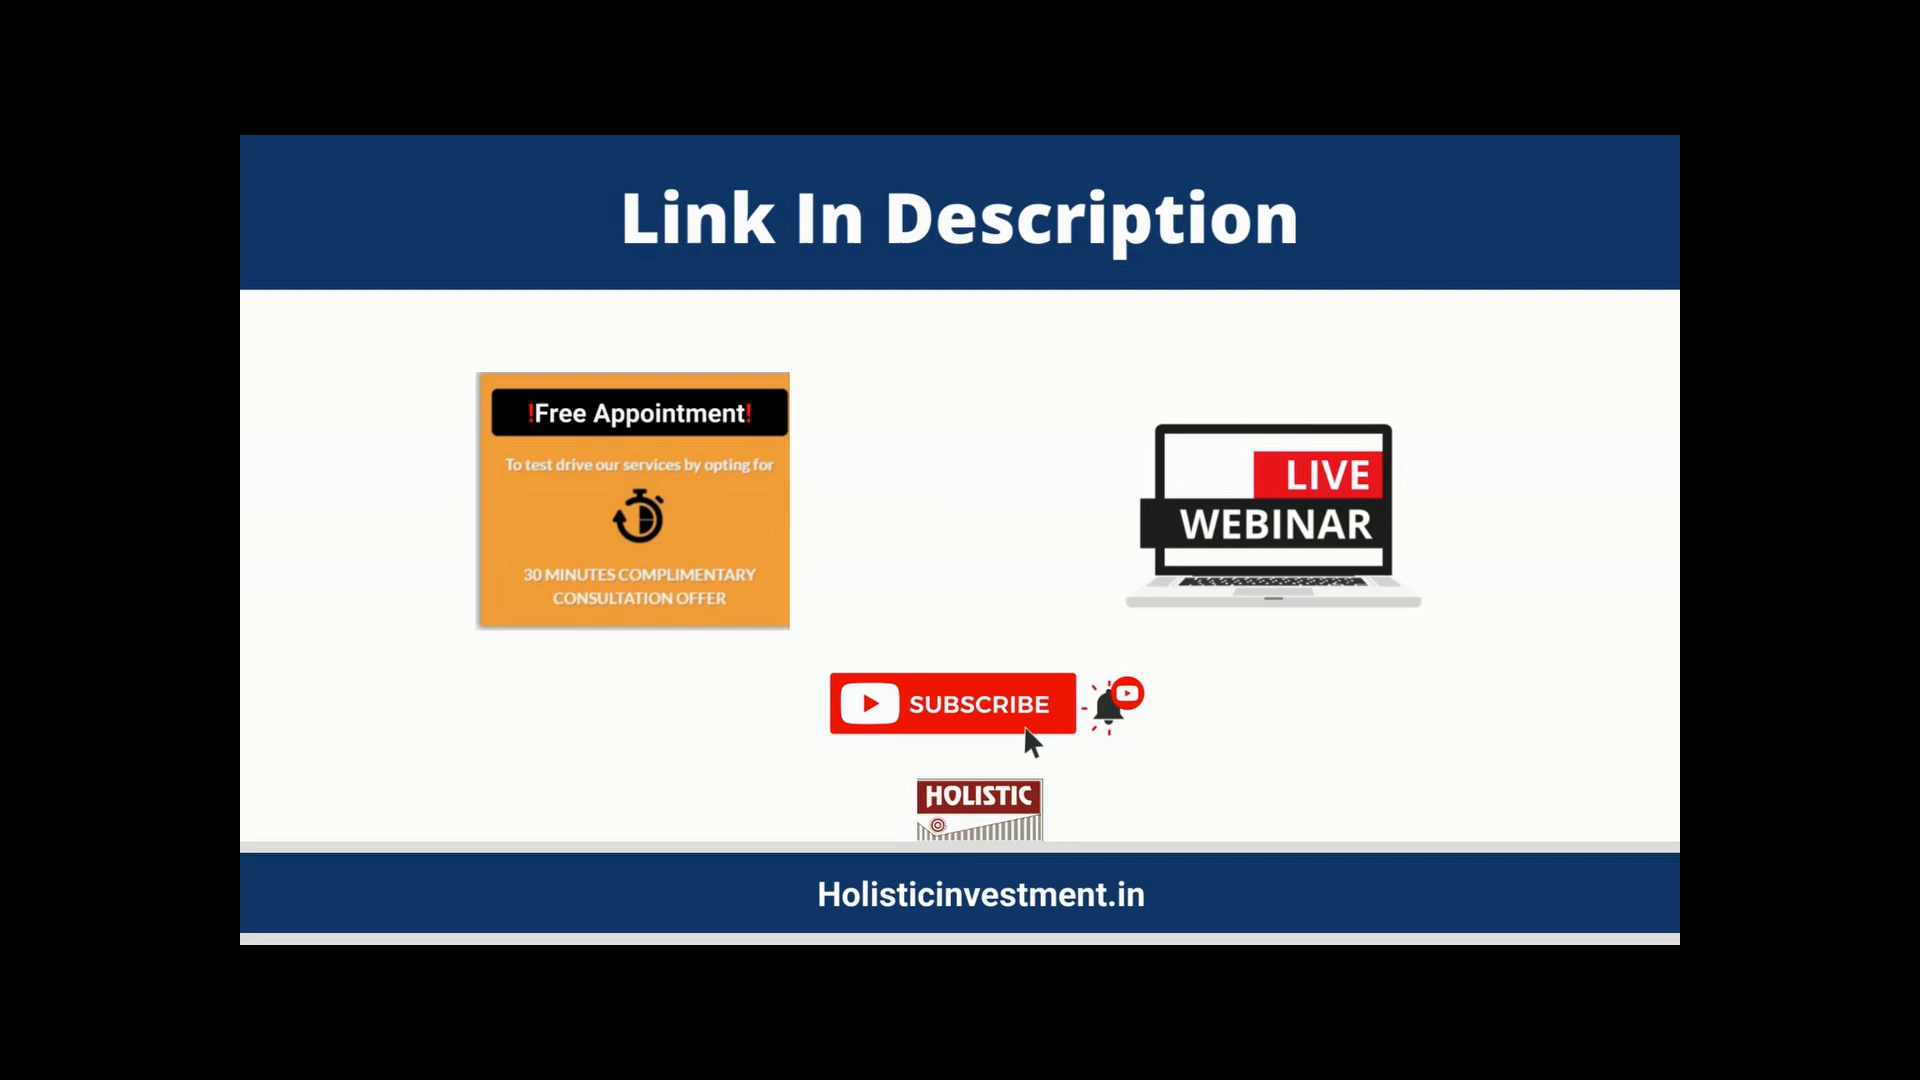 Link In Description
!Free Appointment!
To test drive our services by opting for
30 MINUTES COMPLIMENTARY
CONSULTATION OFFER
LIVE
WEBINAR
SUBSCRIBE
HOLISTIC
Holisticinvestment.in